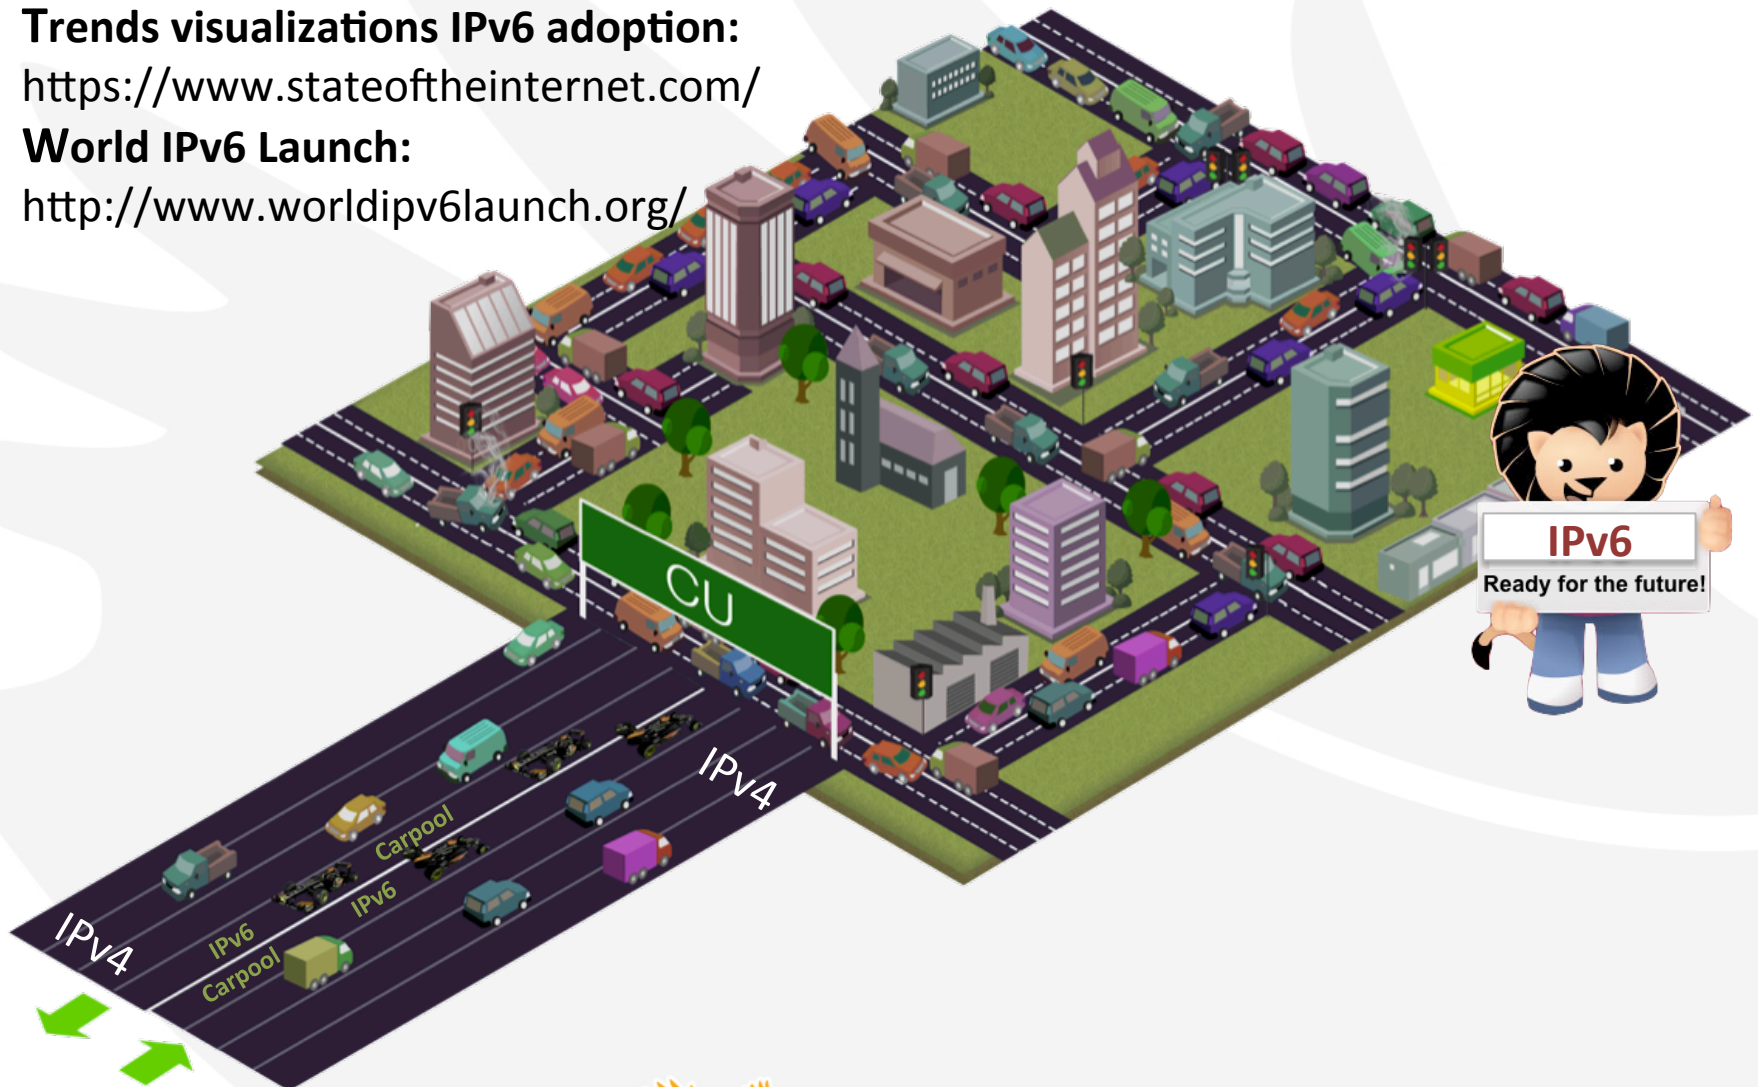 Trends visualizations IPv6 adoption:
https://www.stateoftheinternet.com/
World IPv6 Launch:
http://www.worldipv6launch.org/
IPv6
Ready for the future!
CU
IPv4
Carpool
IPv6
IPv4
IPv6
Carpool